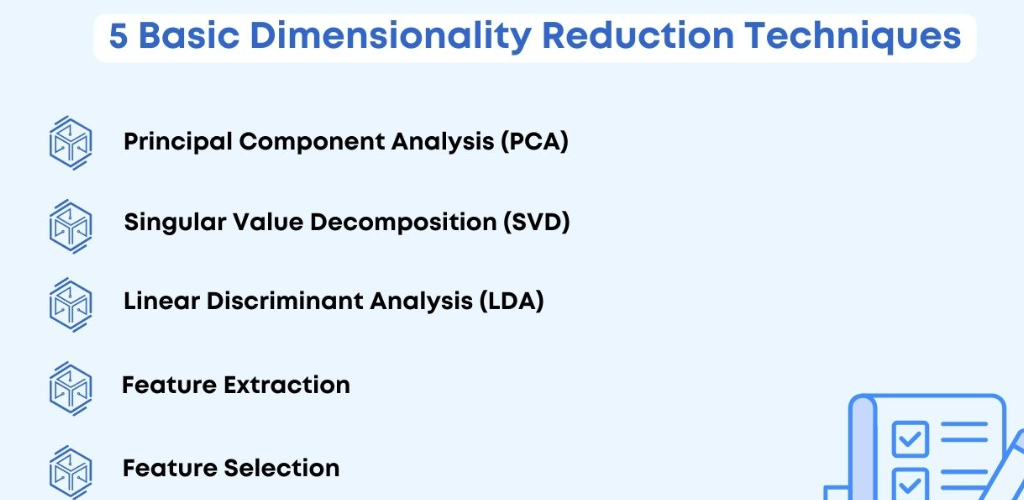 5 Basic Dimensionality Reduction Techniques
Principal Component Analysis (PCA)
Singular Value Decomposition (SVD)
Linear Discriminant Analysis (LDA)
Feature Extraction
Feature Selection